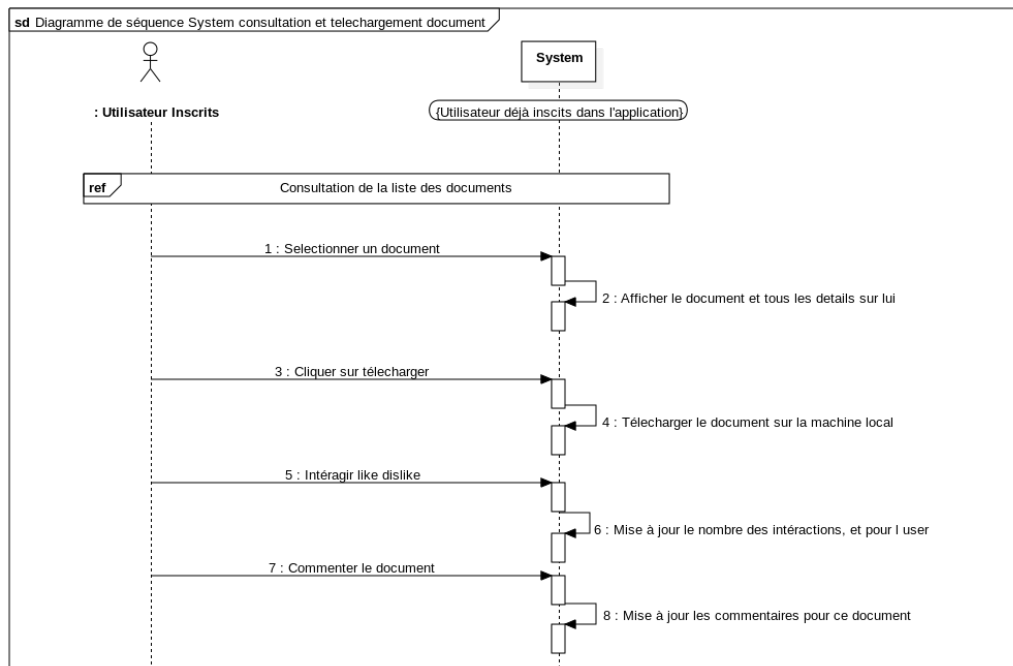 sd Diagramme de séquence System consultation et telechargement document
System
: Utilisateur Inscrits
{Utilisateur déjà inscits dans l'application}
ref
Consultation de la liste des documents
1 : Selectionner un document
2 : Afficher le document et tous les details sur lui
3 : Cliquer sur télecharger
4 : Télecharger le document sur la machine local
5 : Intéragir like dislike
6 : Mise à jour le nombre des intéractions, et pour l user
7 : Commenter le document
8 : Mise à jour les commentaires pour ce document